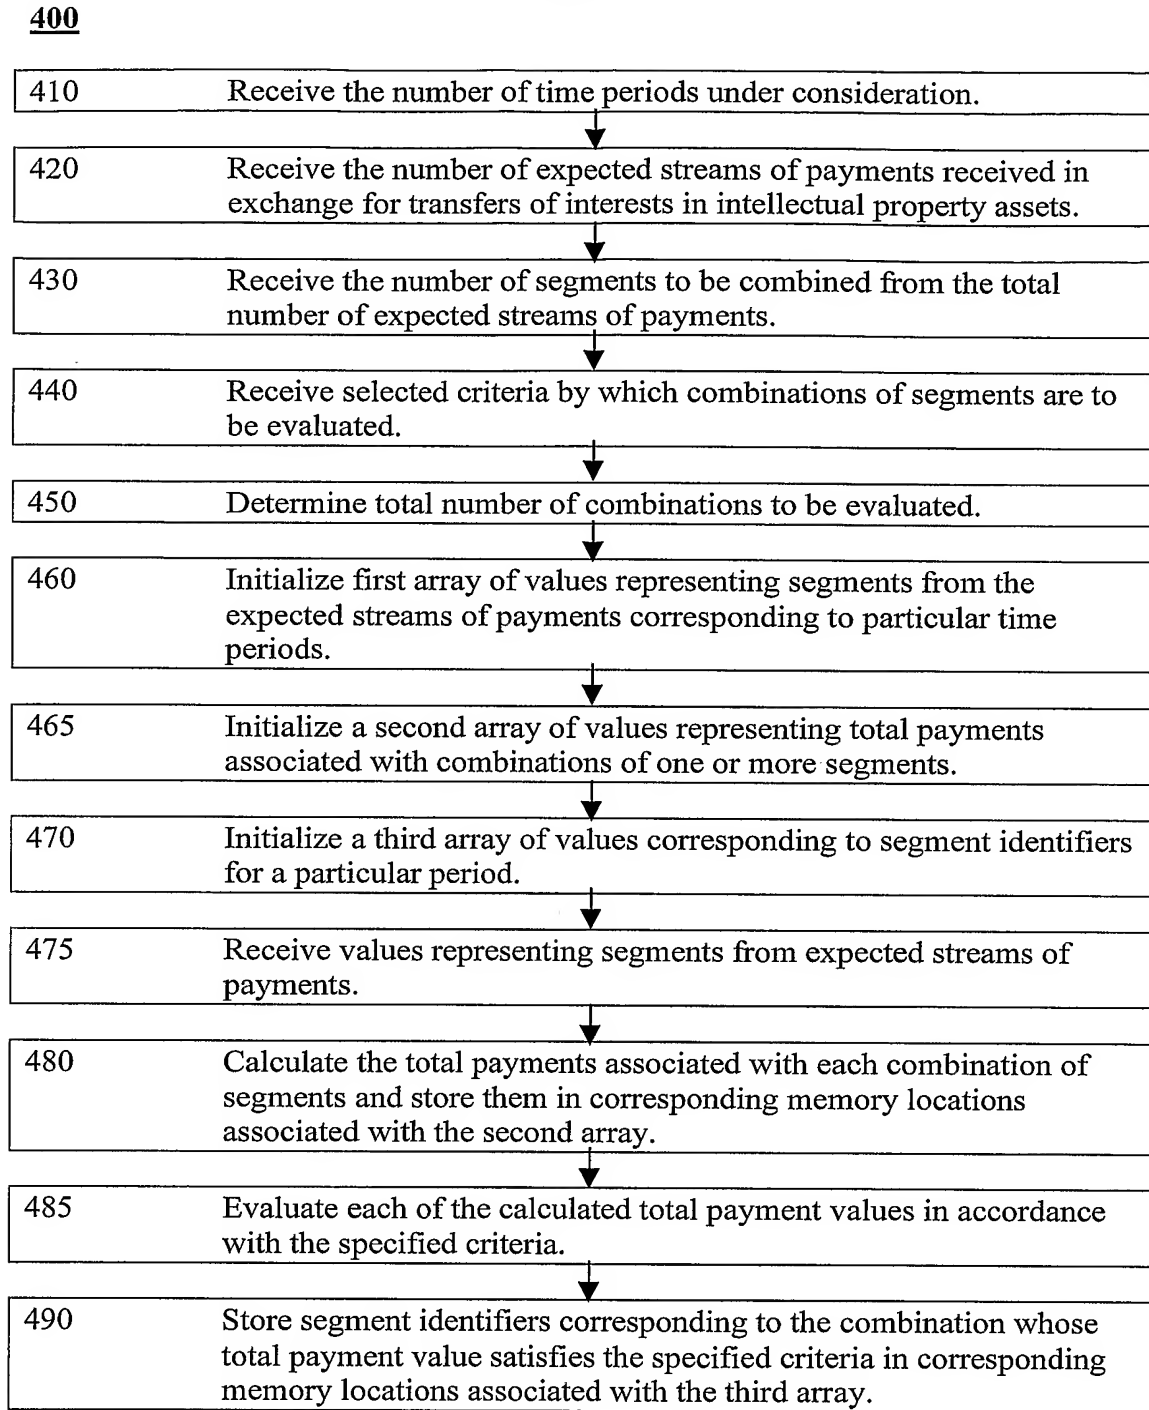 400
410 Receive the number of time periods under consideration.
420 Receive the number of expected streams of payments received in
exchange for transfers of interests in intellectual property assets.
430 Receive the number of segments to be combined from the total
number of expected streams of payments.
440 Receive selected criteria by which combinations of segments are to
be evaluated.
450 Determine total number of combinations to be evaluated.
460 Initialize first array of values representing segments from the
expected streams of payments corresponding to particular time
periods.
465 Initialize a second array of values representing total payments
associated with combinations of one or more segments.
470 Initialize a third array of values corresponding to segment identifiers
for a particular period.
475 Receive values representing segments from expected streams of
payments.
480 Calculate the total payments associated with each combination of
segments and store them in corresponding memory locations
associated with the second array.
485 Evaluate each of the calculated total payment values in accordance
with the specified criteria.
490 Store segment identifiers corresponding to the combination whose
total payment value satisfies the specified criteria in corresponding
memory locations associated with the third array.